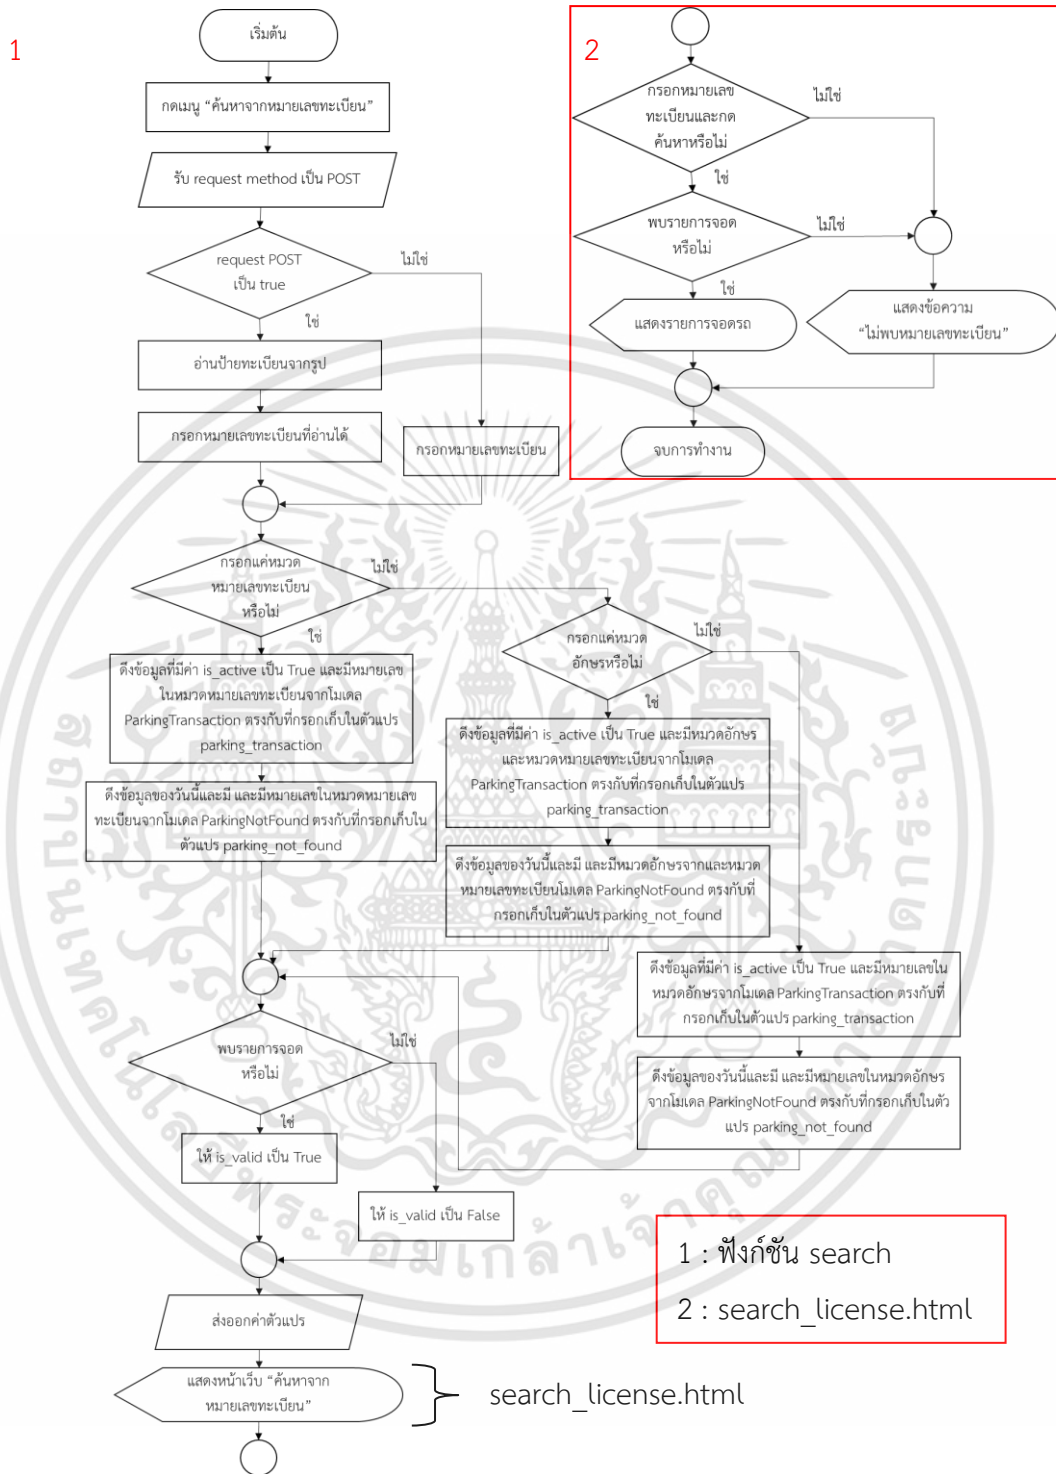 1
เริ่มต้น
กดเมนู “ค้นหาจากหมายเลขทะเบียน”
รับ request method เป็น POST
request POST
เป็น true
ไม่ใช่
ใช่
อ่านป้ายทะเบียนจากรูป
กรอกหมายเลขทะเบียนที่อ่านได้
กรอกหมายเลขทะเบียน
กรอกแค่หมวด
หมายเลขทะเบียน
หรือไม่
ไม่ใช่
ใช่
กรอกแค่หมวด
อักษรหรือไม่
ไม่ใช่
ใช่
ดึงข้อมูลที่มีค่า is_active เป็น True และมีหมายเลข
ในหมวดหมายเลขทะเบียนจากโมเดล
ParkingTransaction ตรงกับที่กรอกเก็บในตัวแปร
parking_transaction
ดึงข้อมูลของวันนี้และมี และมีหมายเลขในหมวดหมายเลข
ทะเบียนจากโมเดล ParkingNotFound ตรงกับที่กรอกเก็บใน
ตัวแปร parking_not_found
ดึงข้อมูลที่มีค่า is_active เป็น True และมีหมวดอักษร
และหมวดหมายเลขทะเบียนจากโมเดล
ParkingTransaction ตรงกับที่กรอกเก็บในตัวแปร
parking_transaction
ดึงข้อมูลของวันนี้และมี และมีหมวดอักษรจากและหมวด
หมายเลขทะเบียนโมเดล ParkingNotFound ตรงกับที่
กรอกเก็บในตัวแปร parking_not_found
ดึงข้อมูลที่มีค่า is_active เป็น True และมีหมายเลขใน
หมวดอักษรจากโมเดล ParkingTransaction ตรงกับที่
กรอกเก็บในตัวแปร parking_transaction
ดึงข้อมูลของวันนี้และมี และมีหมายเลขในหมวดอักษร
จากโมเดล ParkingNotFound ตรงกับที่กรอกเก็บในตัว
แปร parking_not_found
พบรายการจอด
หรือไม่
ไม่ใช่
ใช่
ให้ is_valid เป็น True
ให้ is_valid เป็น False
ส่งออกค่าตัวแปร
แสดงหน้าเว็บ “ค้นหาจาก
หมายเลขทะเบียน”
search_license.html
2
กรอกหมายเลข
ทะเบียนและกด
ค้นหาหรือไม่
ไม่ใช่
ใช่
พบรายการจอด
หรือไม่
ไม่ใช่
ใช่
แสดงรายการจอดรถ
แสดงข้อความ
“ไม่พบหมายเลขทะเบียน”
จบการทำงาน
1 : ฟังก์ชัน search
2 : search_license.html
สถาบันเทคโนโลยีพระจอมเกล้าเจ้าคุณทหารลาดกระบัง